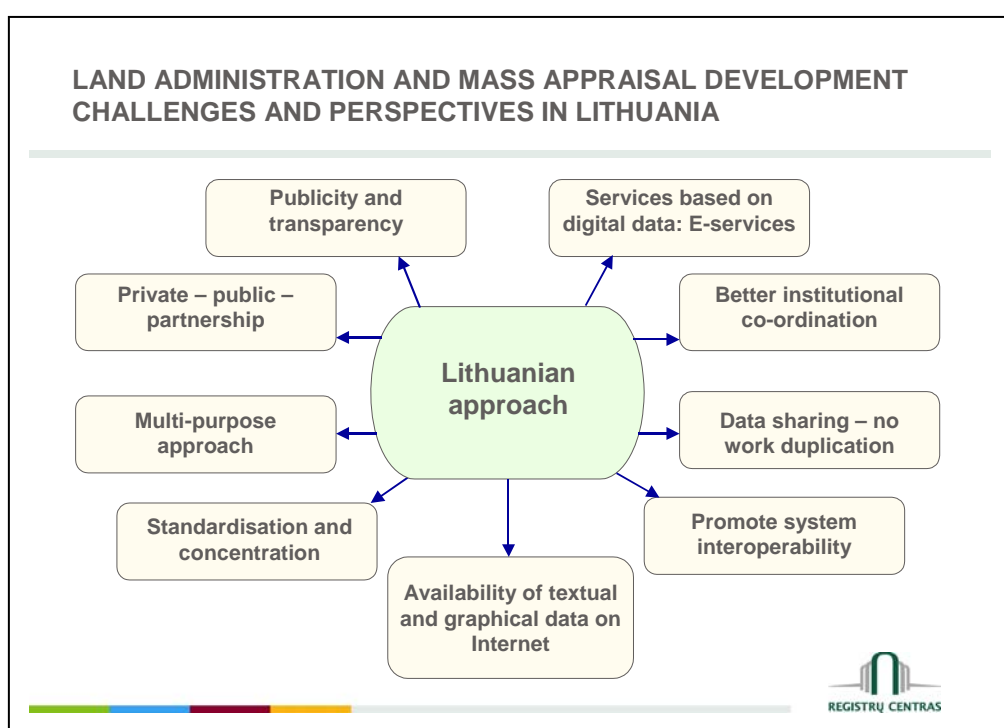 LAND ADMINISTRATION AND MASS APPRAISAL DEVELOPMENT
CHALLENGES AND PERSPECTIVES IN LITHUANIA
Publicity and
transparency
Services based on
digital data: E-services
Private – public –
partnership
Better institutional
co-ordination
Lithuanian
approach
Multi-purpose
approach
Data sharing – no
work duplication
Standardisation and
concentration
Promote system
interoperability
Availability of textual
and graphical data on
Internet
REGISTRŲ CENTRAS